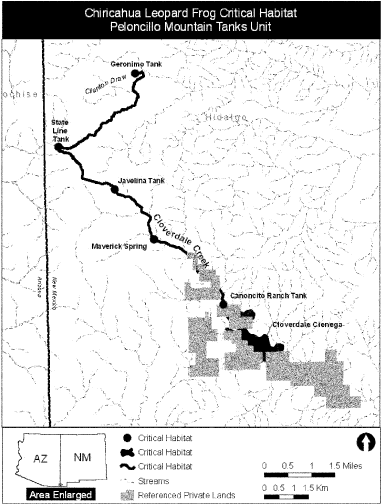 Chiricahua Leopard Frog Critical Habitat
Peloncillo Mountain Tanks Unit
Geronimo Tank
Clanton Draw
ochise
Hidalgo
State
Line
Tank
Javelina Tank
Cloverdale Creek
Maverick Spring
Canoncito Ranch Tank
Cloverdale Cienega
Arizona
New Mexico
AZ
NM
Area Enlarged
Critical Habitat
Critical Habitat
Critical Habitat
Streams
Referenced Private Lands
0 0.5 1 1.5 Miles
0 0.5 1 1.5 Km